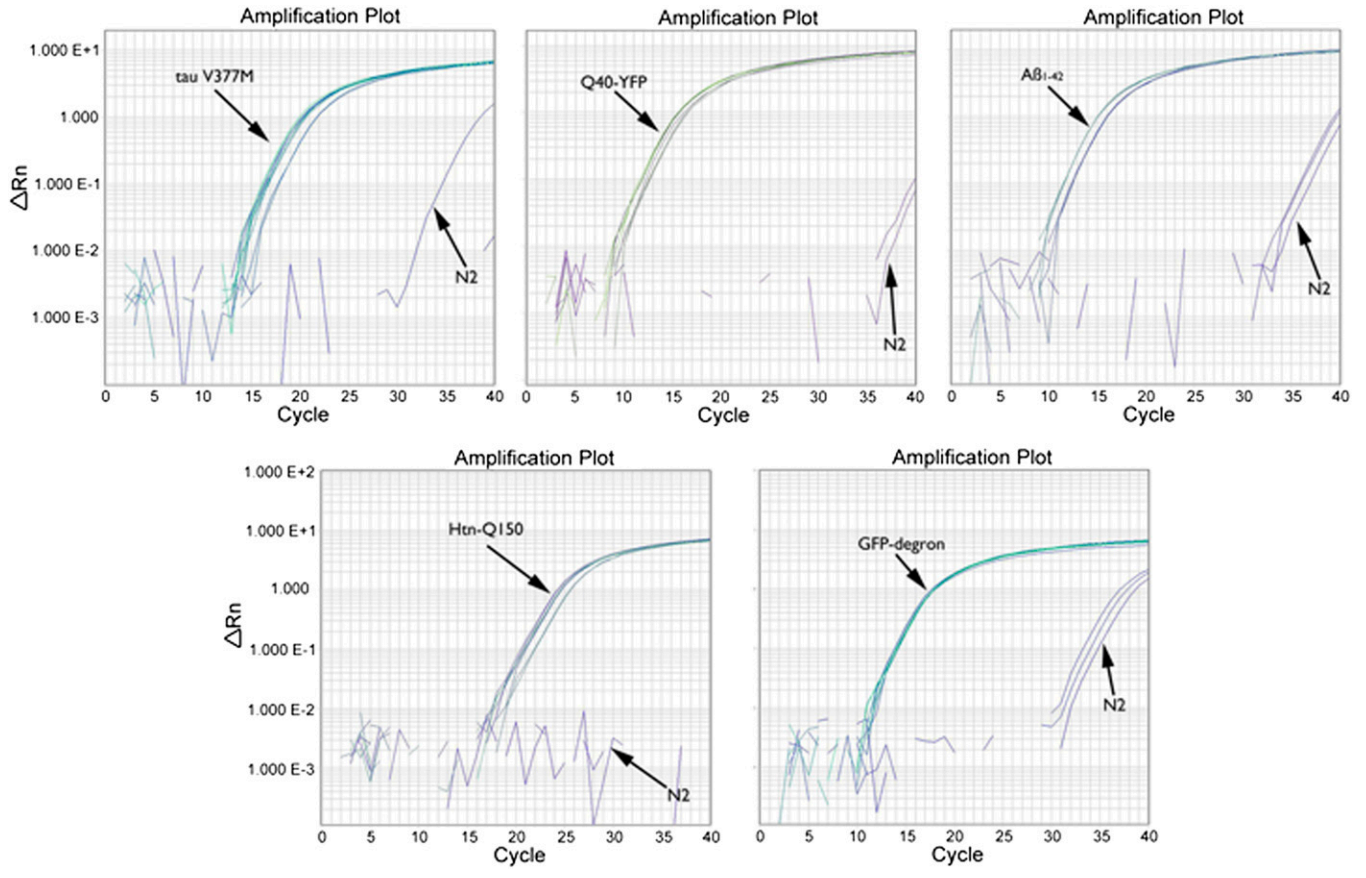 Amplification Plot
Amplification Plot
Amplification Plot
1.000 E+1
1.000
1.000 E-1
1.000 E-2
1.000 E-3
ΔRn
tau V377M
N2
Q40-YFP
N2
Aß1-42
N2
0 5 10 15 20 25 30 35 40
0 5 10 15 20 25 30 35 40
0 5 10 15 20 25 30 35 40
Cycle
Cycle
Cycle
Amplification Plot
Amplification Plot
1.000 E+2
1.000 E+1
1.000
1.000 E-1
1.000 E-2
1.000 E-3
ΔRn
Htn-Q150
N2
GFP-degron
N2
0 5 10 15 20 25 30 35 40
0 5 10 15 20 25 30 35 40
Cycle
Cycle